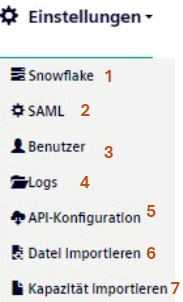 Einstellungen
Snowflake 1
SAML 2
Benutzer 3
Logs 4
API-Konfiguration 5
Datei Importieren 6
Kapazität Importieren 7